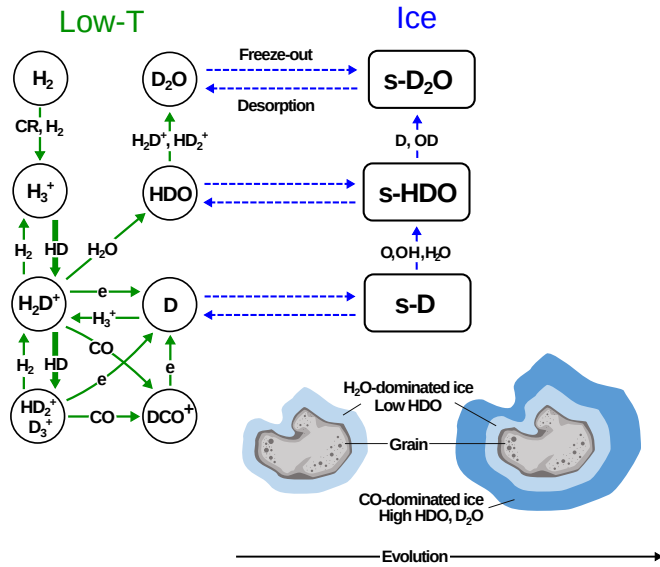 Low-T
Ice
H₂
D₂O
Freeze-out
Desorption
s-D₂O
CR, H₂
H₂D⁺, HD₂⁺
D, OD
H₃⁺
HDO
s-HDO
H₂
HD
H₂O
O,OH,H₂O
H₂D⁺
e
D
s-D
H₃⁺
H₂
HD
CO
e
e
HD₂⁺
D₃⁺
CO
DCO⁺
H₂O-dominated ice
Low HDO
Grain
CO-dominated ice
High HDO, D₂O
Evolution